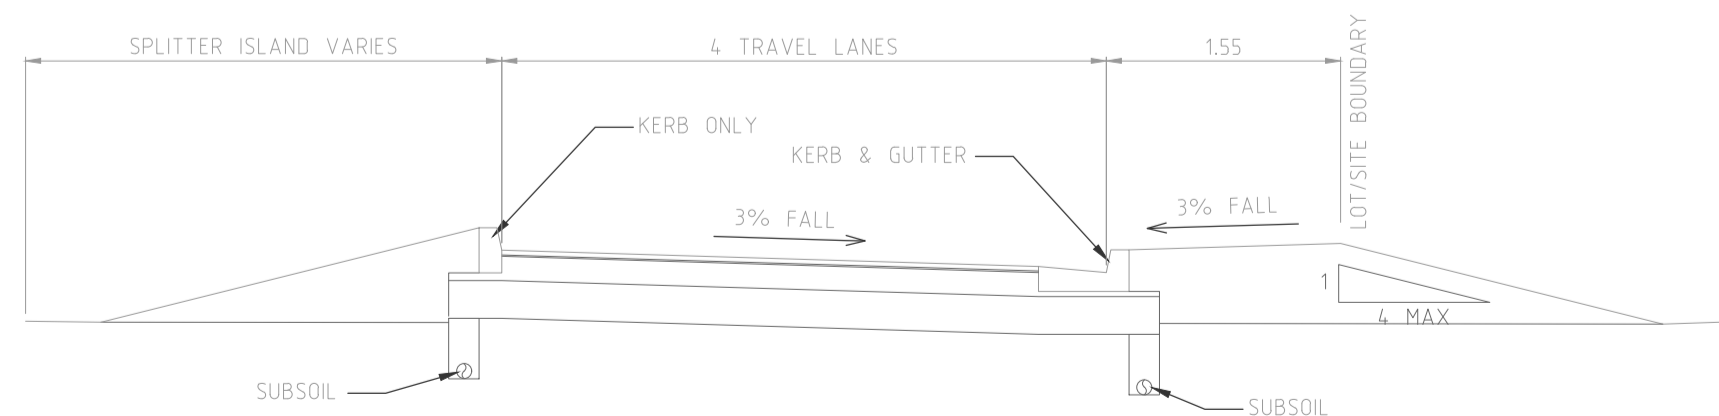 SPLITTER ISLAND VARIES
4 TRAVEL LANES
1.55
LOT/SITE BOUNDARY
KERB ONLY
KERB & GUTTER
3% FALL
3% FALL
1
4 MAX
SUBSOIL
SUBSOIL